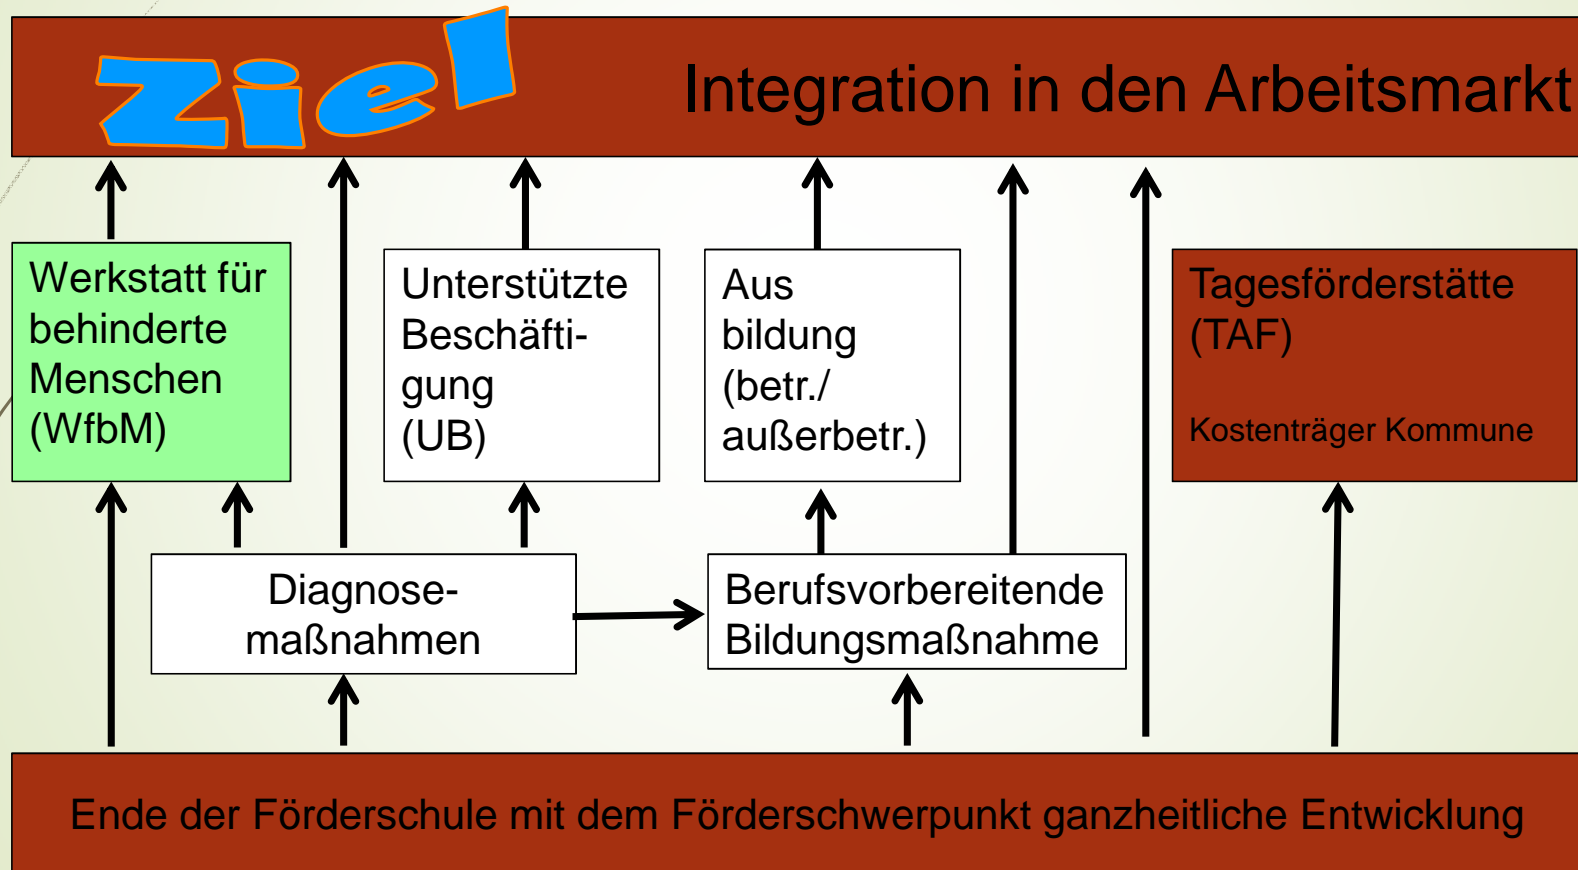 Ziel
Integration in den Arbeitsmarkt
Werkstatt für
behinderte
Menschen
(WfbM)
Unterstützte
Beschäfti-
gung
(UB)
Aus
bildung
(betr./
außerbetr.)
Tagesförderstätte
(TAF)
Kostenträger Kommune
Diagnose-
maßnahmen
Berufsvorbereitende
Bildungsmaßnahme
Ende der Förderschule mit dem Förderschwerpunkt ganzheitliche Entwicklung